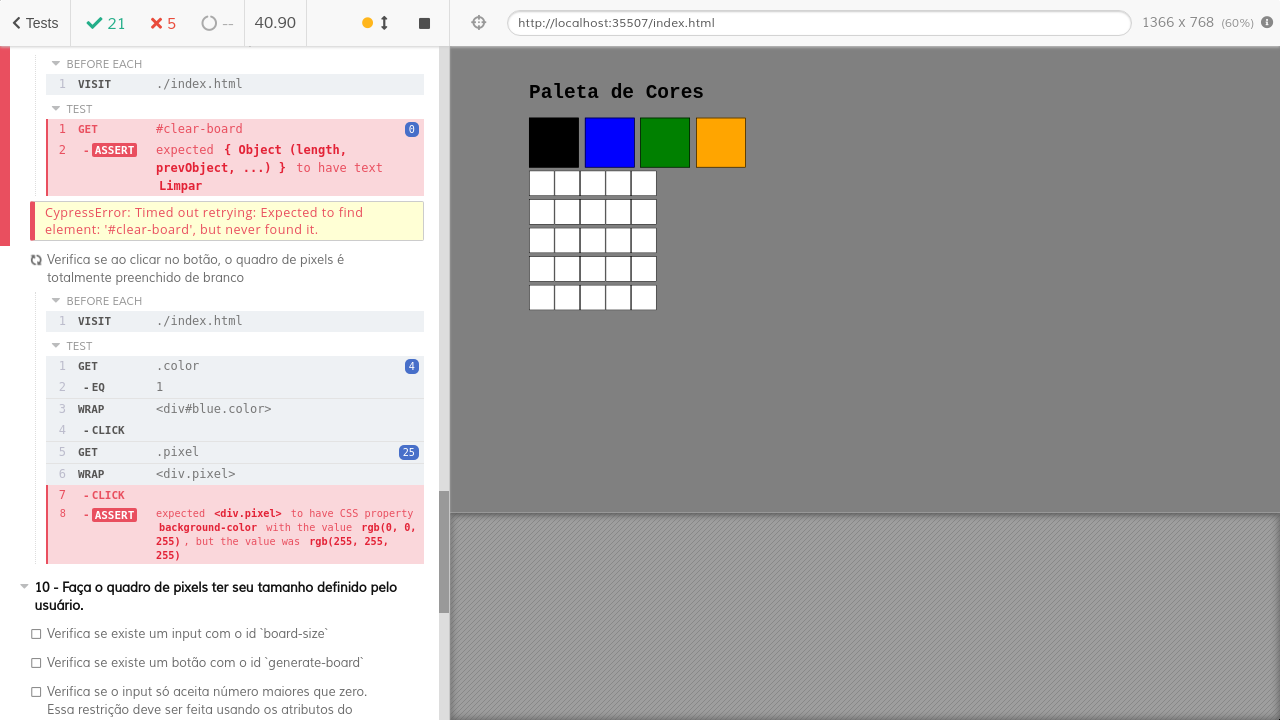 Tests
21
5
--
40.90
http://localhost:35507/index.html
1366 x 768 (60%)
BEFORE EACH
1 VISIT ./index.html
TEST
1 GET #clear-board 0
2 - ASSERT expected { Object (length,
prevObject, ...) } to have text
Limpar
CypressError: Timed out retrying: Expected to find
element: '#clear-board', but never found it.
Verifica se ao clicar no botão, o quadro de pixels é
totalmente preenchido de branco
BEFORE EACH
1 VISIT ./index.html
TEST
1 GET .color 4
2 - EQ 1
3 WRAP <div#blue.color>
4 - CLICK
5 GET .pixel 25
6 WRAP <div.pixel>
7 - CLICK
8 - ASSERT expected <div.pixel> to have CSS property
background-color with the value rgb(0, 0,
255) , but the value was rgb(255, 255,
255)
10 - Faça o quadro de pixels ter seu tamanho definido pelo
usuário.
Verifica se existe um input com o id `board-size`
Verifica se existe um botão com o id `generate-board`
Verifica se o input só aceita número maiores que zero.
Essa restrição deve ser feita usando os atributos do
Paleta de Cores